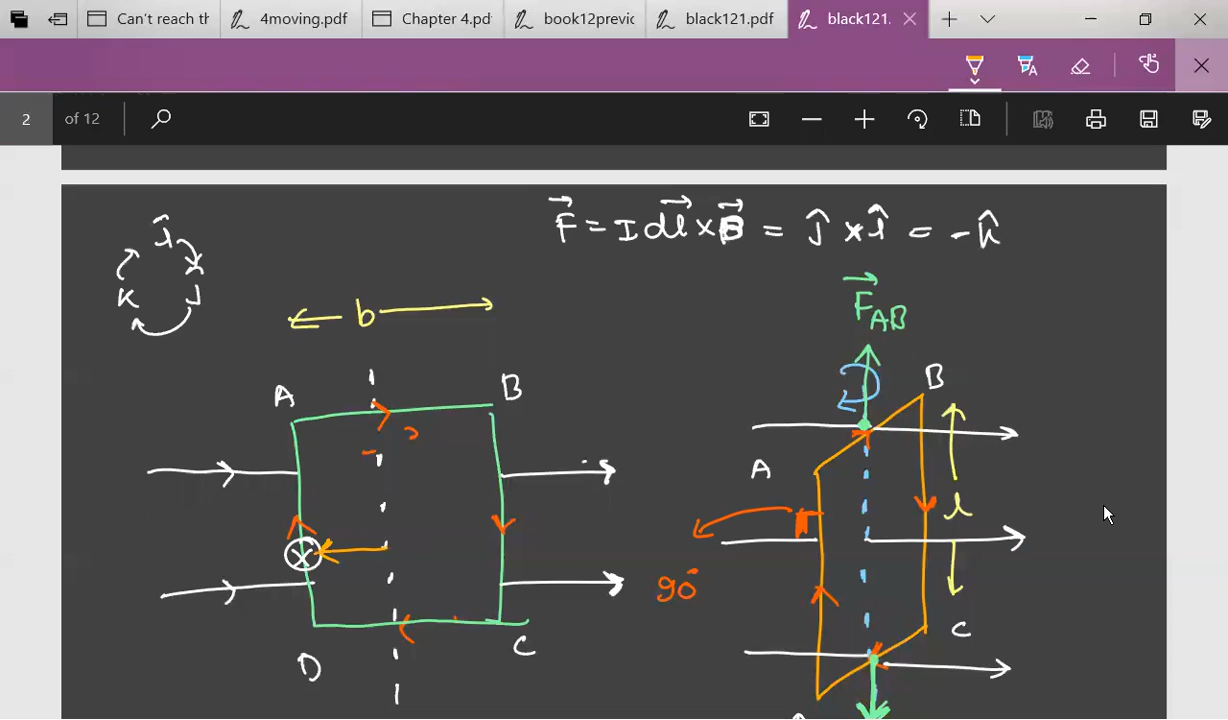 Can't reach th 4moving.pdf Chapter 4.pd book12previc black121.pdf black121.
2 of 12
F⃗ = I dl⃗ × B⃗ = ĵ × î = -k̂
î
K J
b
F⃗AB
A B B
A
l
90°
C
D C